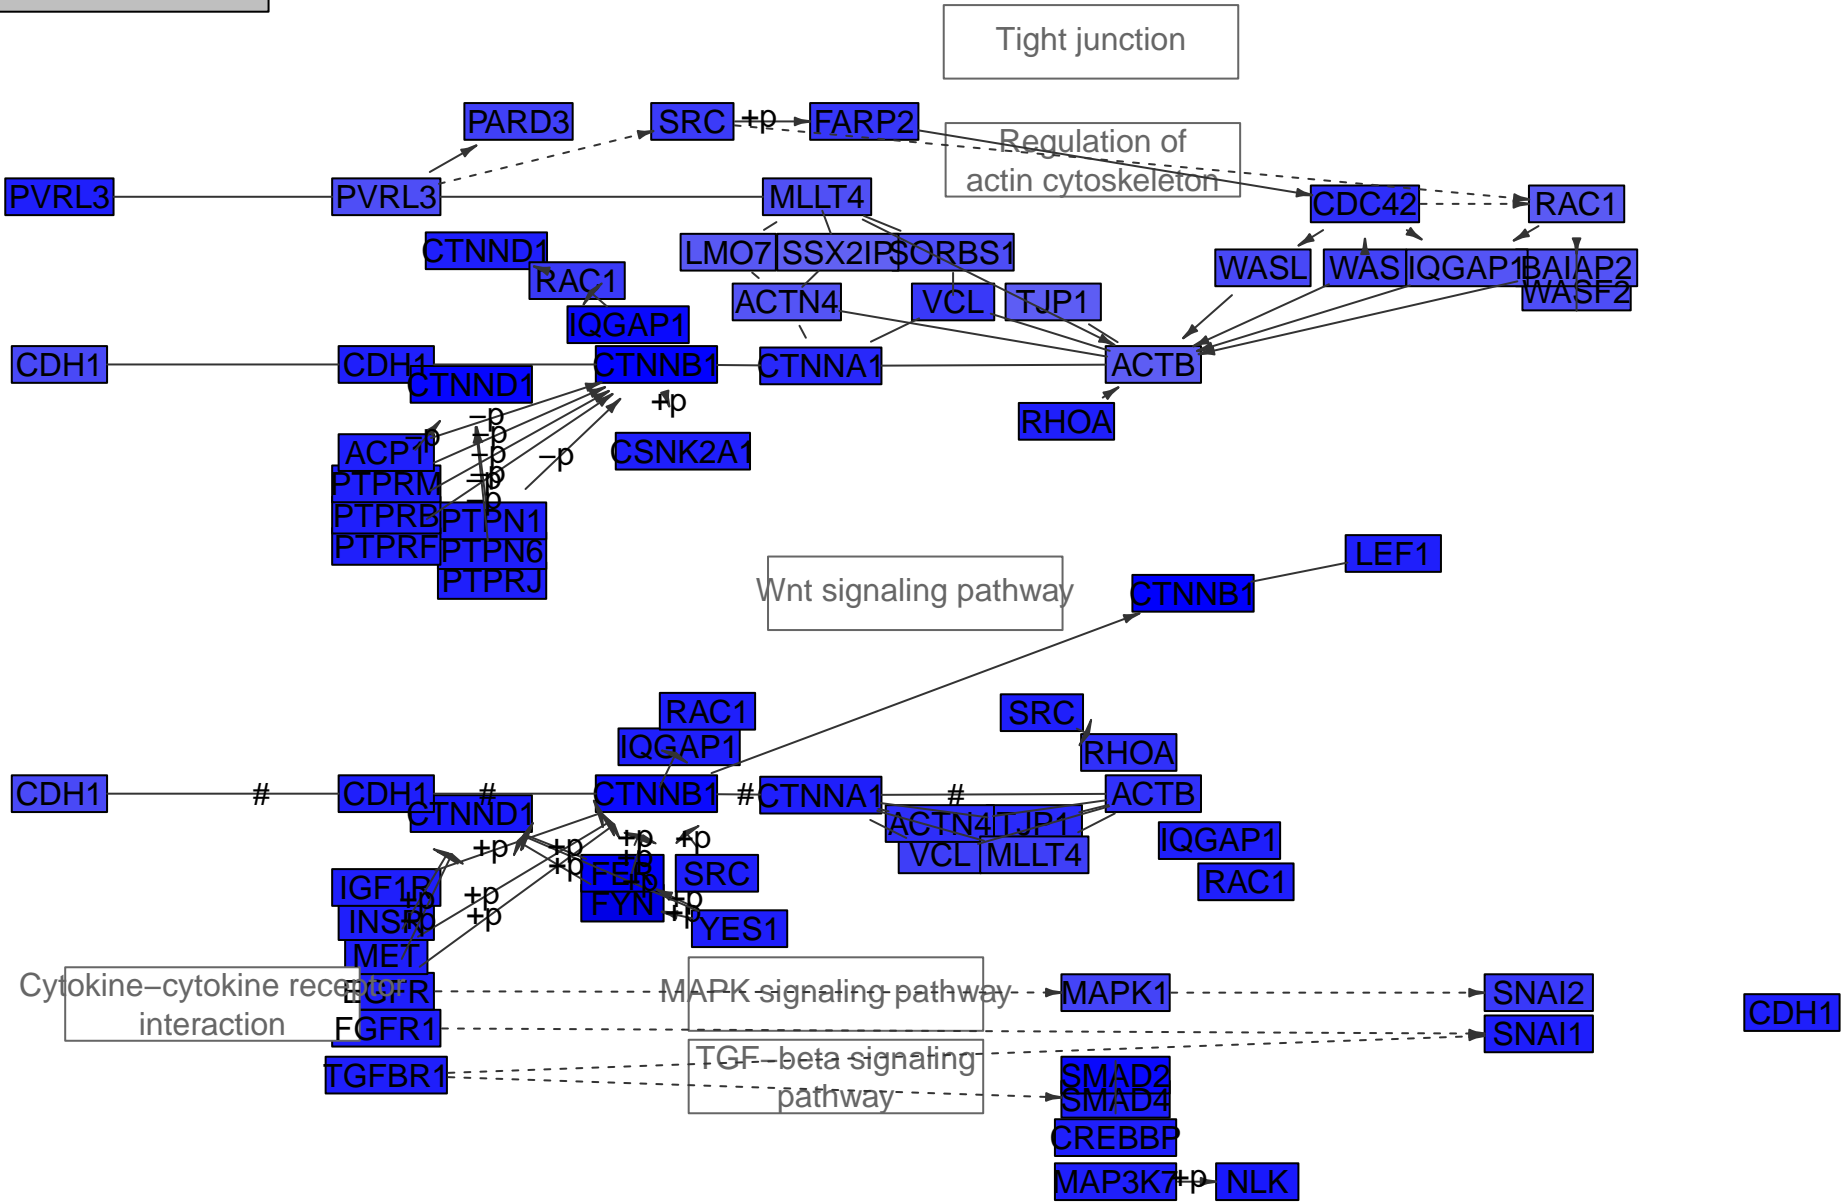 Tight junction
PARD3
SRC
+p
FARP2
Regulation of
actin cytoskeleton
PVRL3
PVRL3
MLLT4
CDC42
RAC1
CTNND1
RAC1
IQGAP1
LMO7
SSX2IP
SORBS1
ACTN4
VCL
TJP1
WASL
WAS
IQGAP1
BAIAP2
WASF2
CDH1
CDH1
CTNND1
CTNNB1
CTNNA1
ACTB
+p
RHOA
CSNK2A1
–p
–p
–p
–p
–p
–p
–p
–p
ACP1
PTPRM
PTPRB
PTPRF
PTPN1
PTPN6
PTPRJ
LEF1
Wnt signaling pathway
CTNNB1
RAC1
IQGAP1
SRC
RHOA
CDH1
#
CDH1
#
CTNND1
CTNNB1
#
CTNNA1
#
ACTB
ACTN4
TJP1
VCL
MLLT4
IQGAP1
RAC1
+p
+p
+p
+p
+p
+p
+p
FER
FYN
SRC
+p
+p
YES1
IGF1R
INSR
MET
+p
+p
+p
+p
Cytokine–cytokine receptor
interaction
EGFR
FGFR1
TGFBR1
MAPK signaling pathway
MAPK1
SNAI2
SNAI1
CDH1
TGF–beta signaling
pathway
SMAD2
SMAD4
CREBBP
MAP3K7
+p
NLK